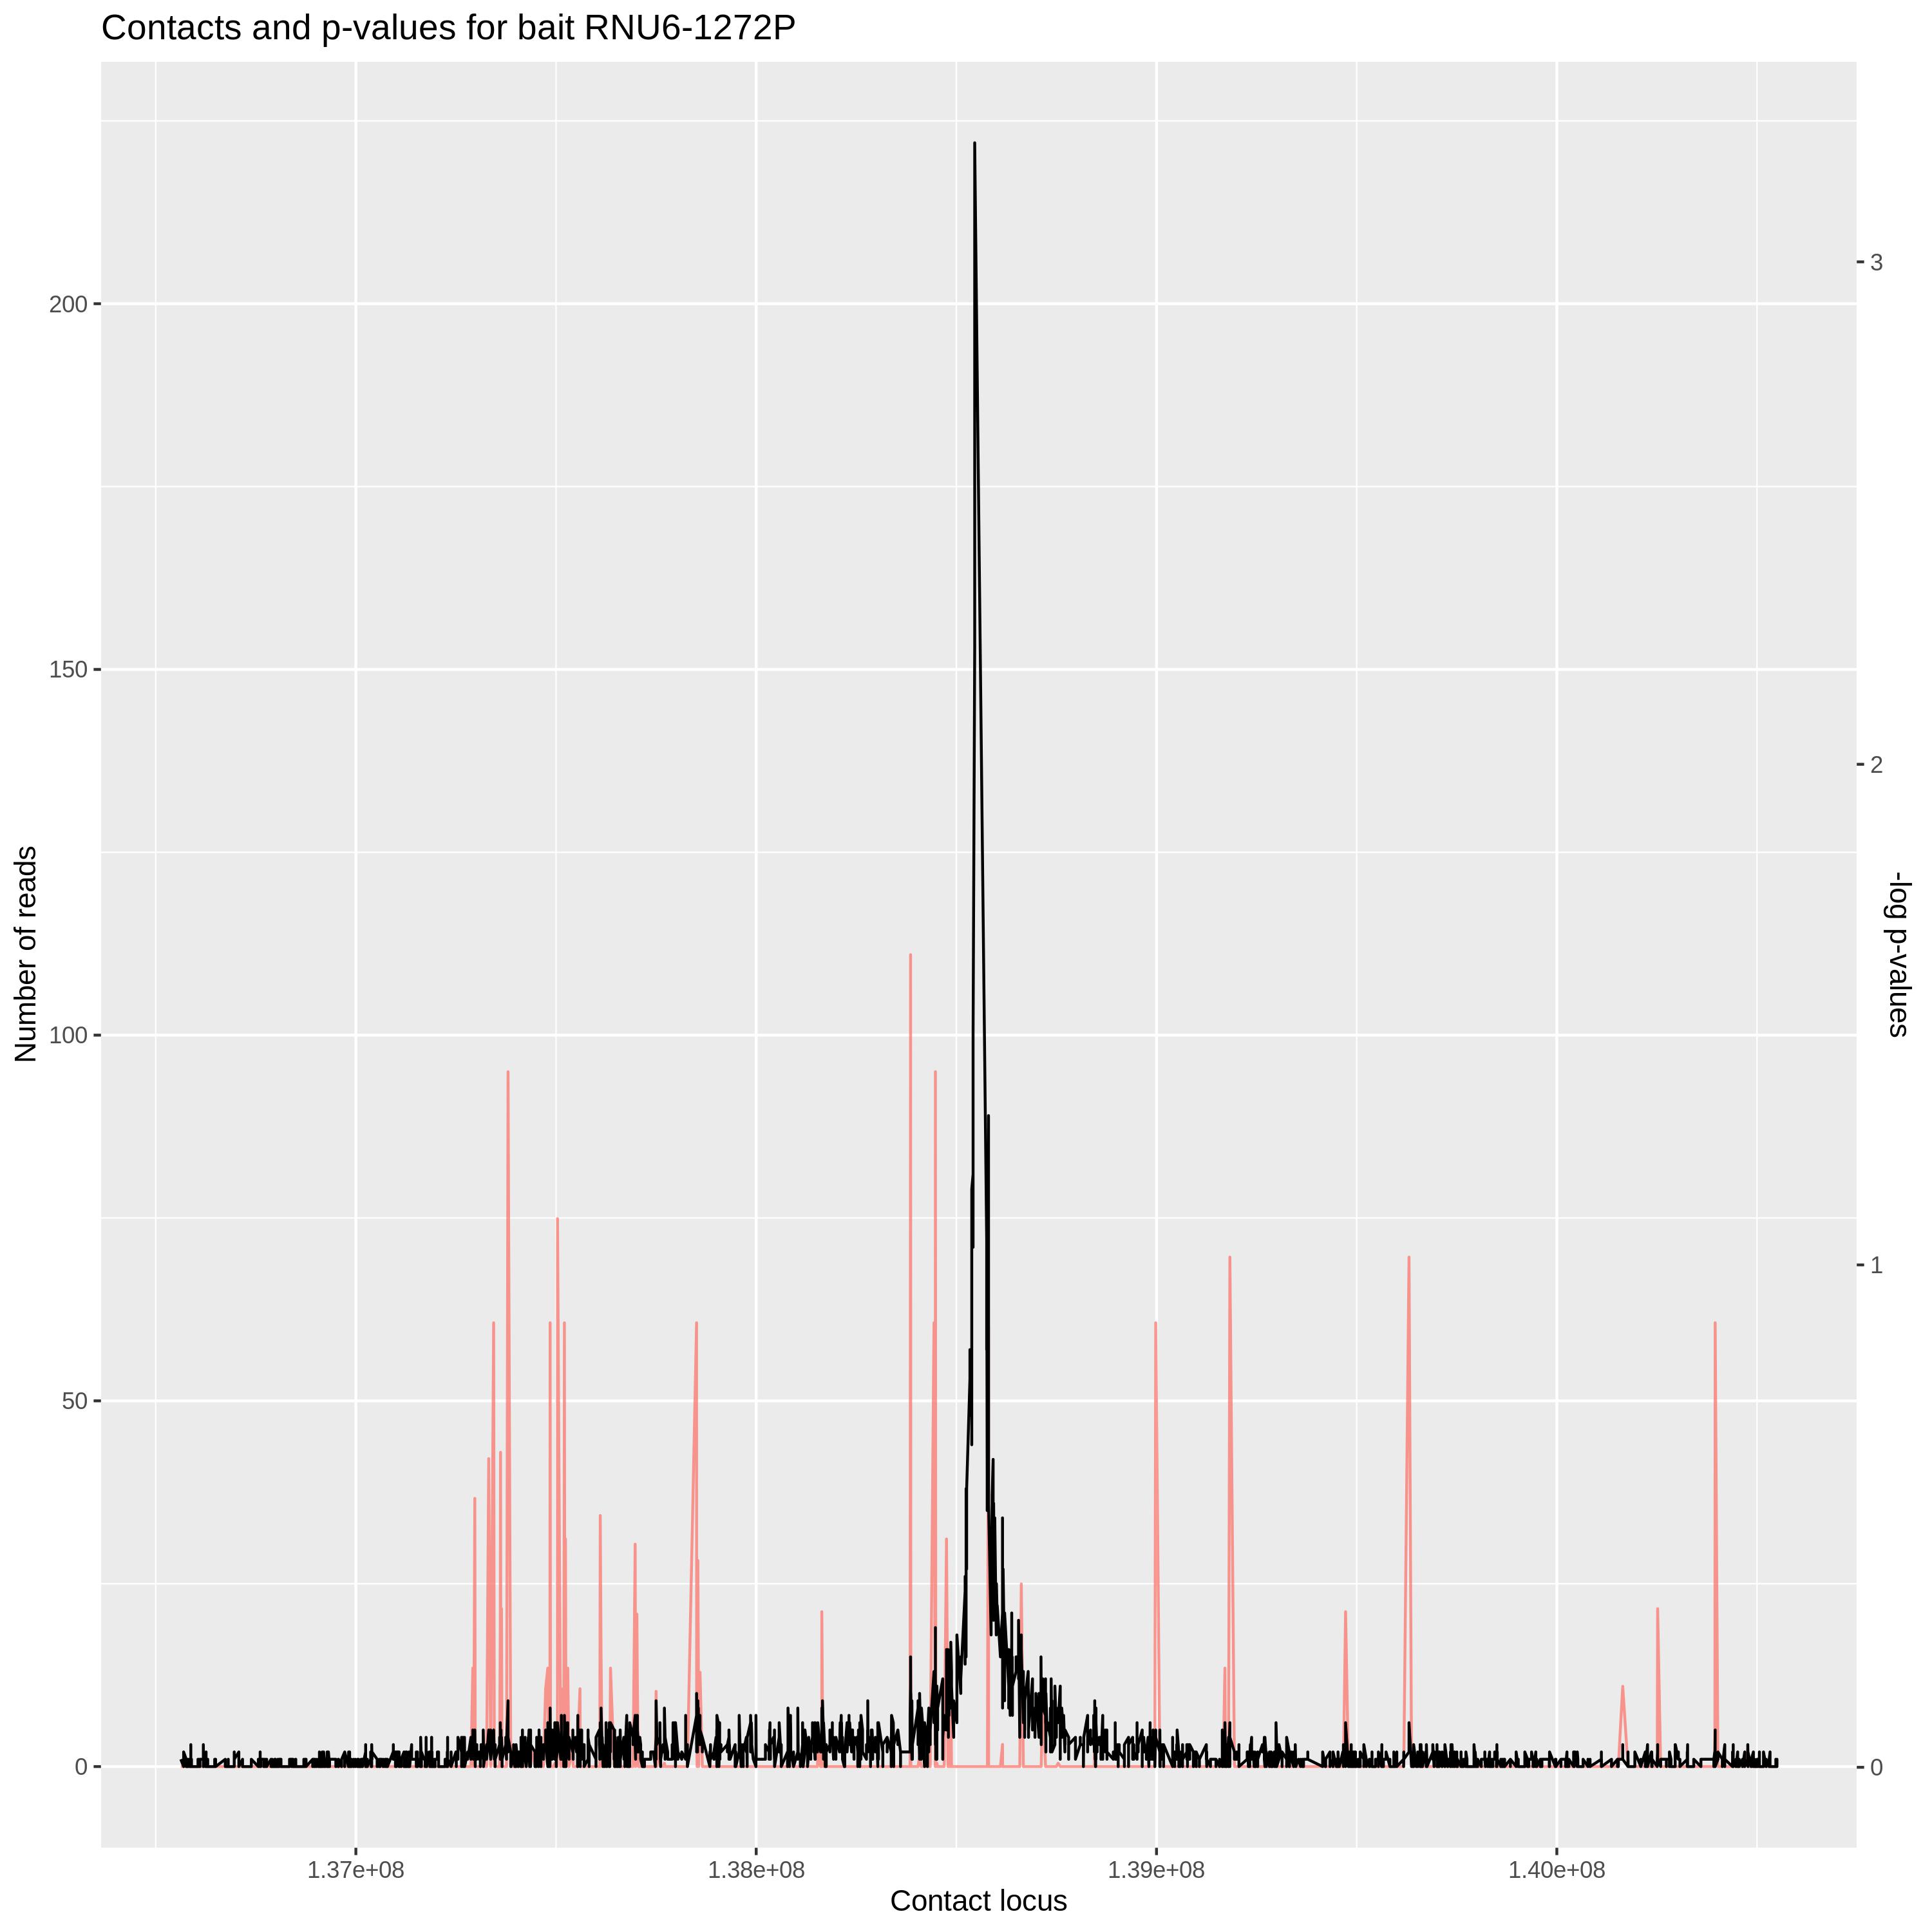 Contacts and p-values for bait RNU6-1272P
200
150
100
50
0
3
2
1
0
Number of reads
-log p-values
1.37e+08
1.38e+08
1.39e+08
1.40e+08
Contact locus